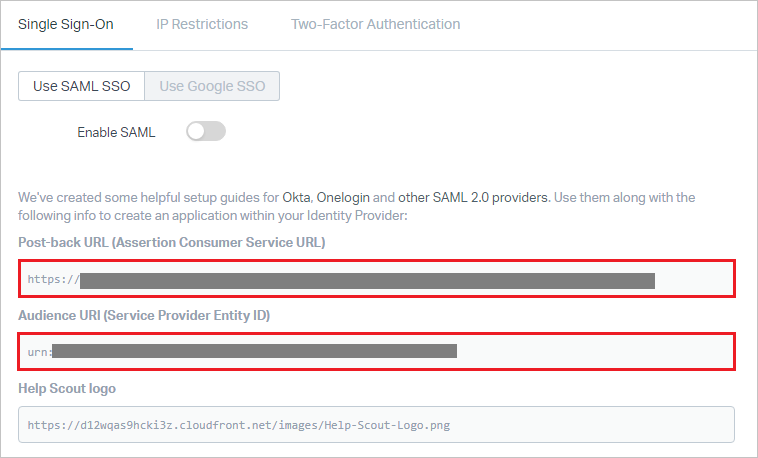 Single Sign-On IP Restrictions Two-Factor Authentication
Use SAML SSO Use Google SSO
Enable SAML
We've created some helpful setup guides for Okta, Onelogin and other SAML 2.0 providers. Use them along with the
following info to create an application within your Identity Provider:
Post-back URL (Assertion Consumer Service URL)
https://
Audience URI (Service Provider Entity ID)
urn:
Help Scout logo
https://d12wqas9hcki3z.cloudfront.net/images/Help-Scout-Logo.png